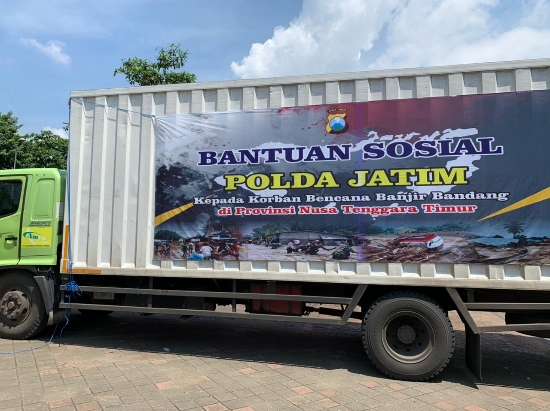 BANTUAN SOSIAL
POLDA JATIM
Kepada Korban Bencana Banjir Bandang
di Provinsi Nusa Tenggara Timur